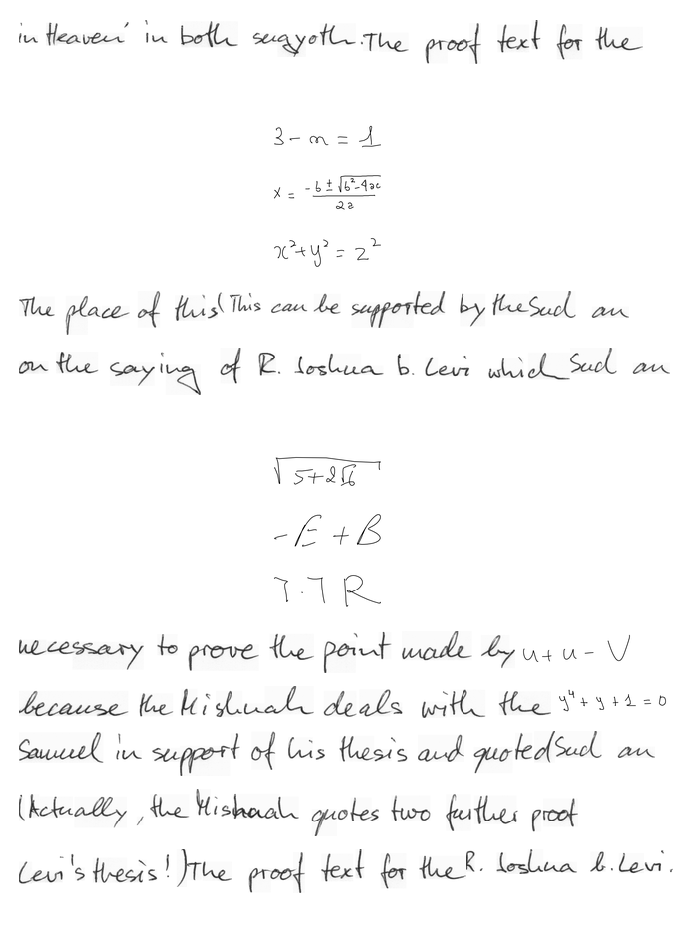 in Heaven' in both sugyoth. The proof text for the
3 - m = 1
x = \frac{-b ± \sqrt{b^2 - 4ac}}{2a}
x^2 + y^2 = z^2
The place of this( This can be supported by the Sud an
on the saying of R. Joshua b. Levi which Sud an
\sqrt{5+2\sqrt{6}}
- E + B
7.7 R
necessary to prove the point made by u + u - V
because the Mishnah deals with the y^4 + y + 1 = 0
Samuel in support of his thesis and quoted Sud an
(Actually, the Mishnah quotes two further proof
Levi's thesis!) The proof text for the R. Joshua b. Levi.